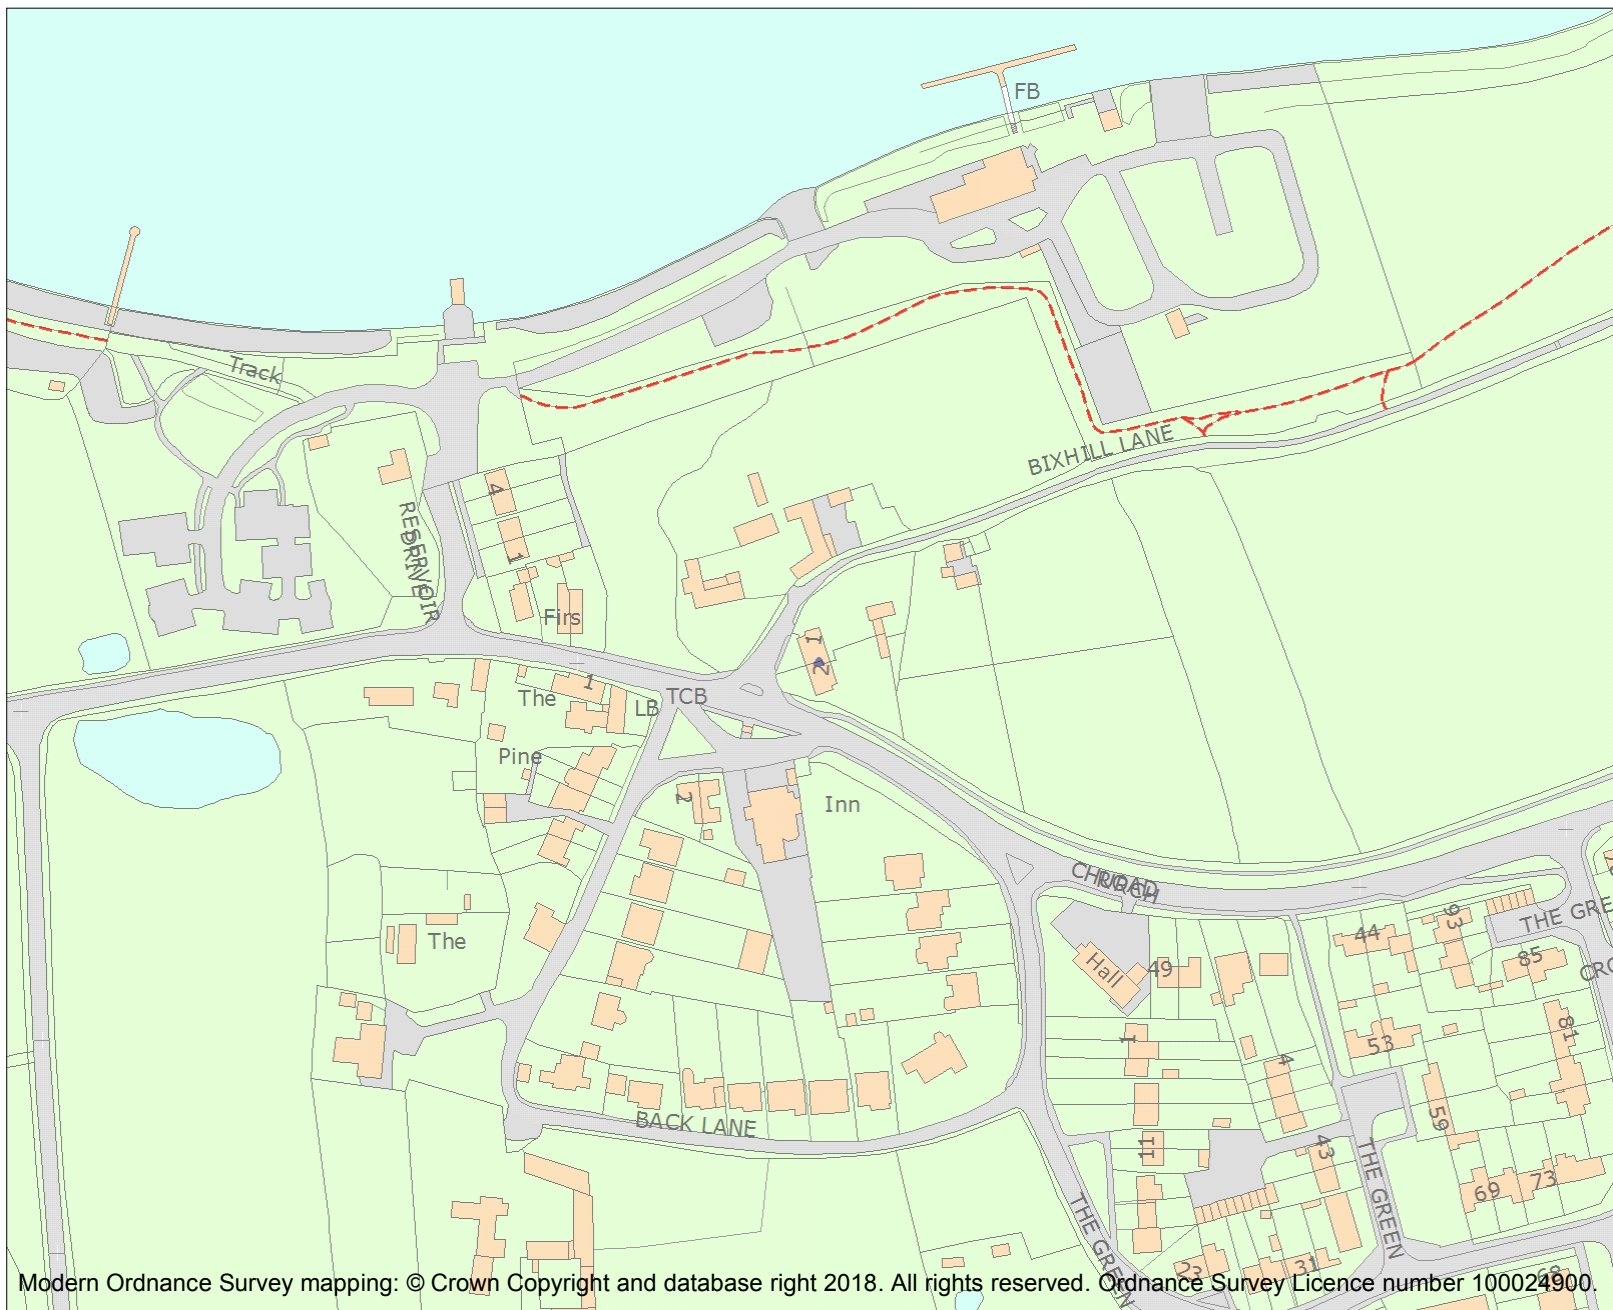 FB
Track
BIXHILL LANE
4
RESERVOIR
DRIVE
1
Firs
1
2
TCB
1
The
LB
Pine
2
Inn
CHURCH
ROAD
93
THE GRE
44
The
85
Hall
49
CRO
81
1
53
4
59
BACK LANE
11
43
THE GREEN
73
69
THE GREEN
23
31
68
Modern Ordnance Survey mapping: © Crown Copyright and database right 2018. All rights reserved. Ordnance Survey Licence number 100024900.